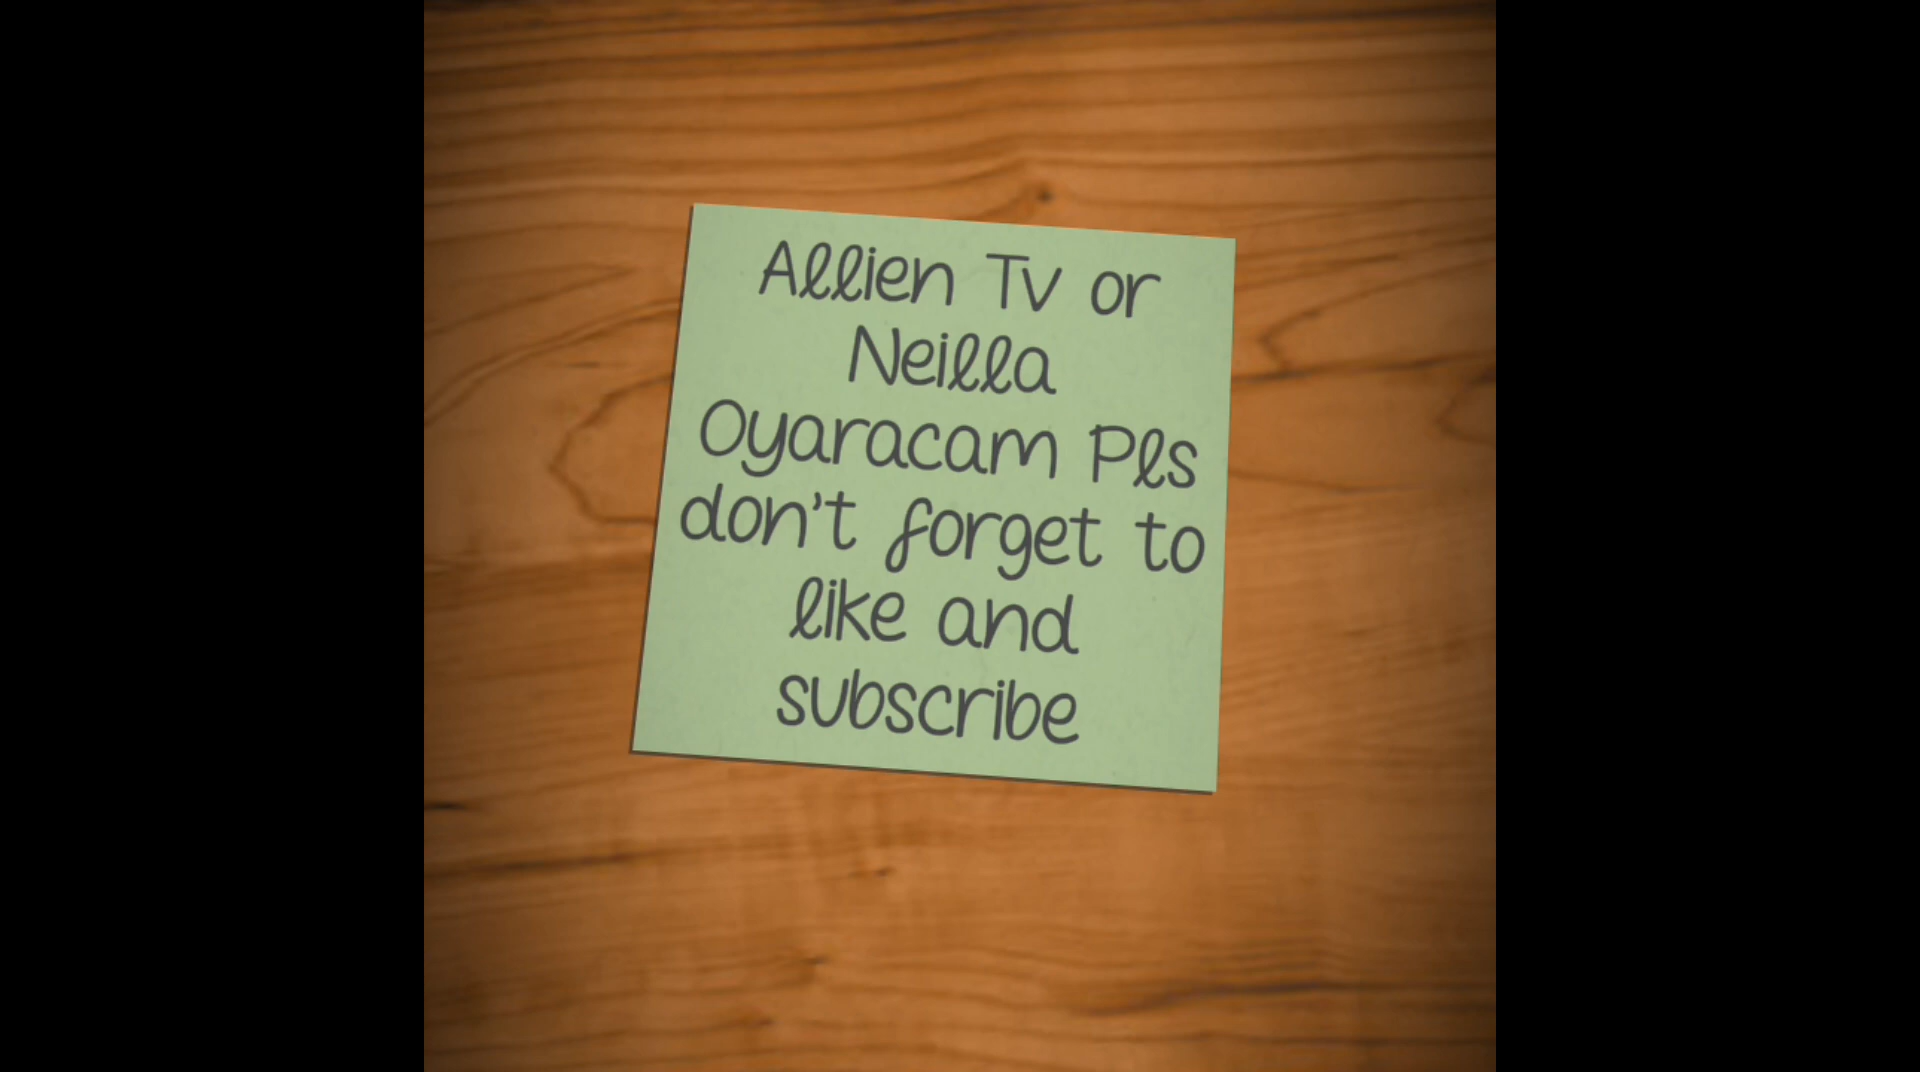 Allien Tv or
Neilla
Oyaracam Pls
don't forget to
like and
subscribe